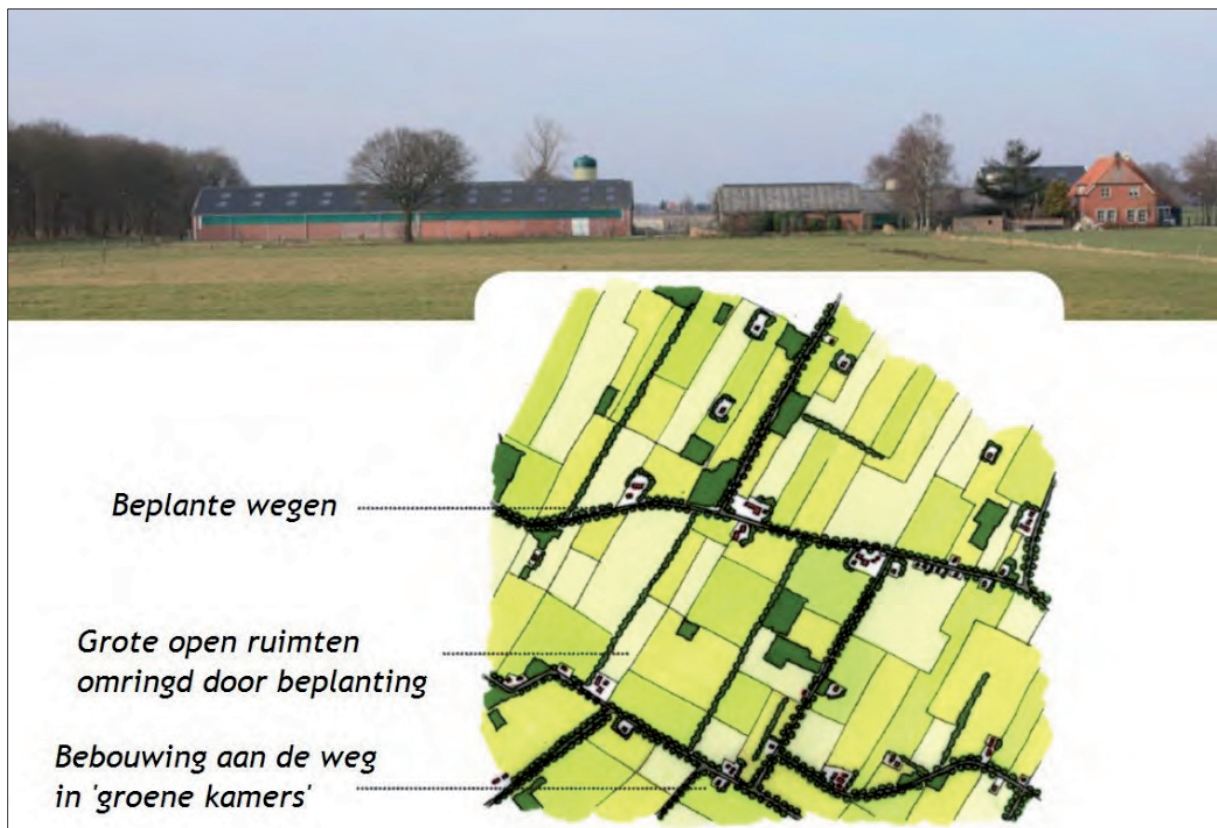 Beplante wegen
Grote open ruimten
omringd door beplanting
Bebouwing aan de weg
in 'groene kamers'